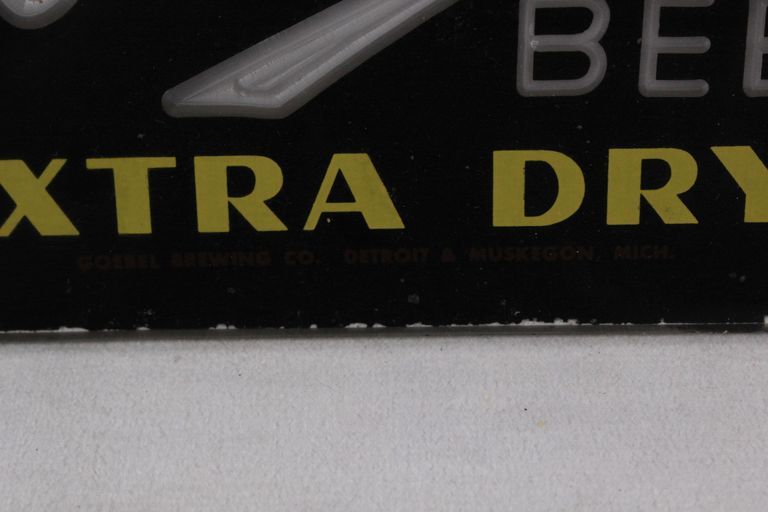 BEE
XTRA DRY
GOEBEL BREWING CO. DETROIT & MUSKEGON, MICH.